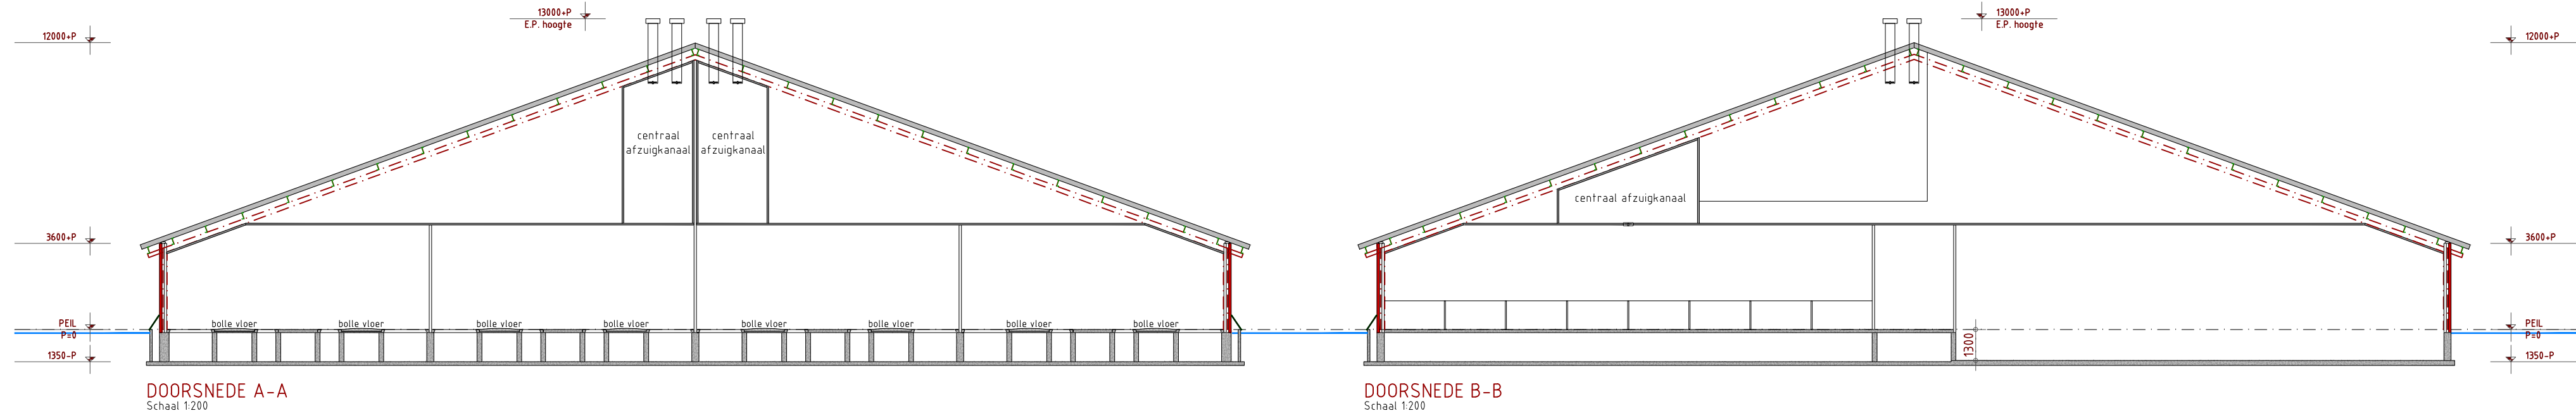 13000+P
E.P. hoogte
12000+P
centraal
afzuigkanaal
centraal
afzuigkanaal
3600+P
bolle vloer
bolle vloer
bolle vloer
bolle vloer
bolle vloer
bolle vloer
bolle vloer
bolle vloer
PEIL
P=0
1350-P
DOORSNEDE A-A
Schaal 1:200
13000+P
E.P. hoogte
12000+P
centraal afzuigkanaal
3600+P
PEIL
P=0
1300
1350-P
DOORSNEDE B-B
Schaal 1:200